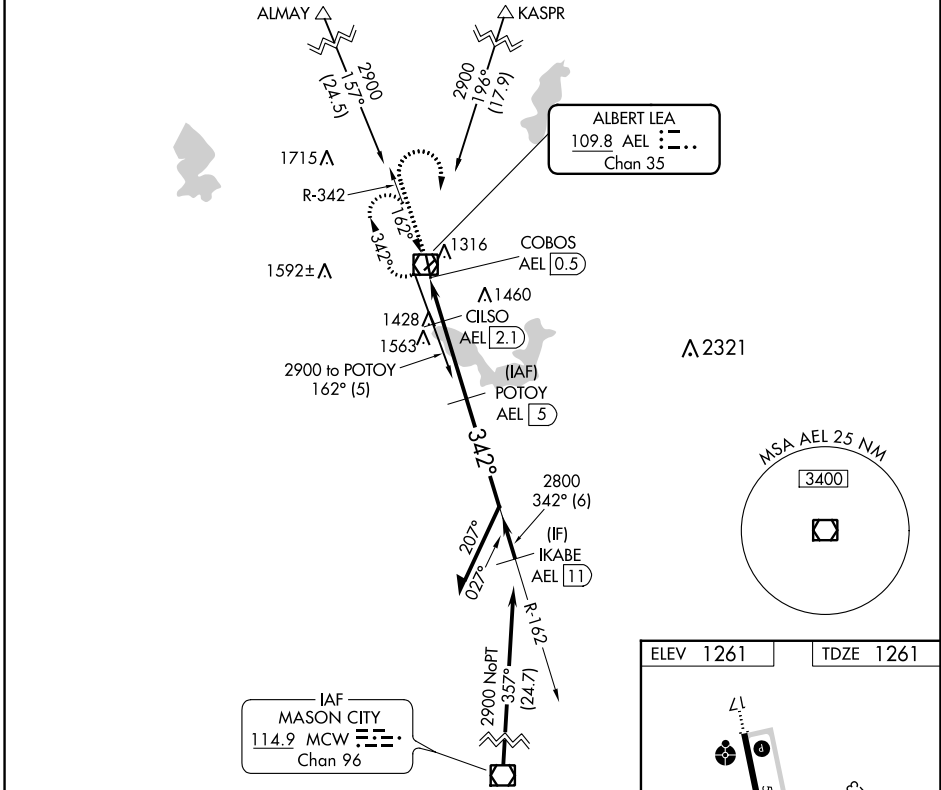 ALMAY
KASPR
2900
157°
(24.5)
2900
196°
(17.9)
ALBERT LEA
109.8 AEL
Chan 35
1715
R-342
162°
342°
1316
COBOS
AEL 0.5
1592±
1460
1428
CILSO
AEL 2.1
1563
2321
2900 to POTOY
162° (5)
(IAF)
POTOY
AEL 5
342°
MSA AEL 25 NM
3400
2800
342° (6)
207°
027°
(IF)
IKABE
AEL 11
R-162
2900 NoPT
357°
(24.7)
IAF
MASON CITY
114.9 MCW
Chan 96
ELEV 1261
TDZE 1261
17
P